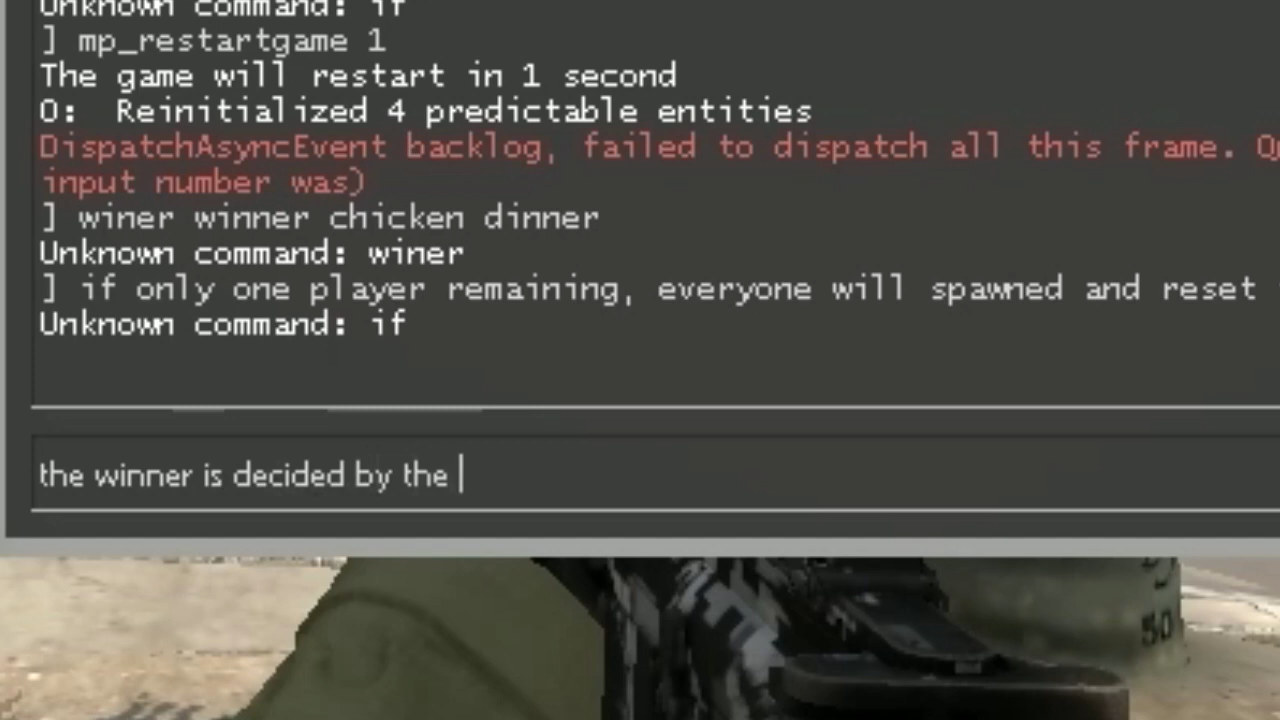 Unknown command: if
] mp_restartgame 1
The game will restart in 1 second
0:  Reinitialized 4 predictable entities
DispatchAsyncEvent backlog, failed to dispatch all this frame.
input number was)
] winer winner chicken dinner
Unknown command: winer
] if only one player remaining, everyone will spawned and reset
Unknown command: if
the winner is decided by the
50